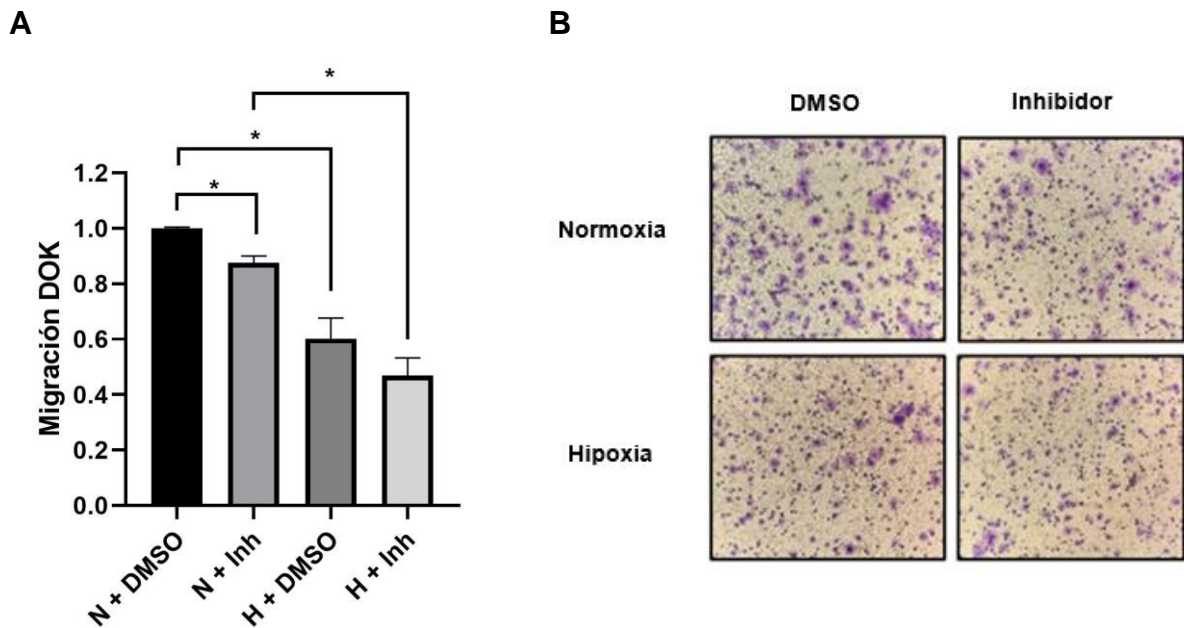 A
B
*
*
*
1.2
1.0
0.8
0.6
0.4
0.2
0.0
Migración DOK
N + DMSO
N + Inh
H + DMSO
H + Inh
DMSO
Inhibidor
Normoxia
Hipoxia